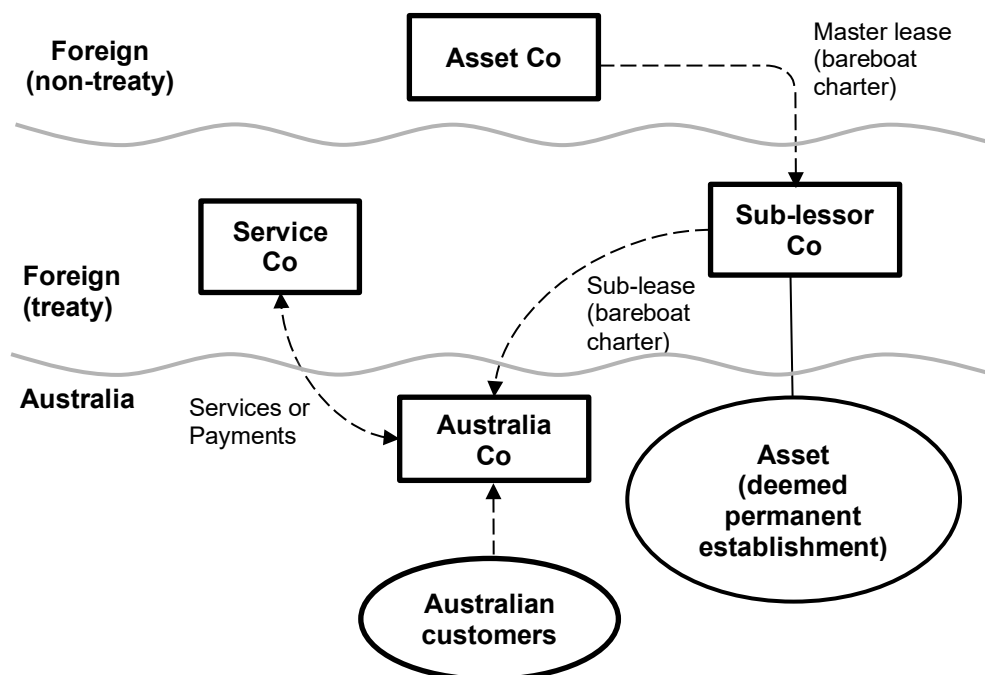 Foreign
(non-treaty)
Asset Co
Master lease
(bareboat
charter)
Service
Co
Sub-lessor
Co
Foreign
(treaty)
Sub-lease
(bareboat
charter)
Australia
Services or
Payments
Australia
Co
Asset
(deemed
permanent
establishment)
Australian
customers